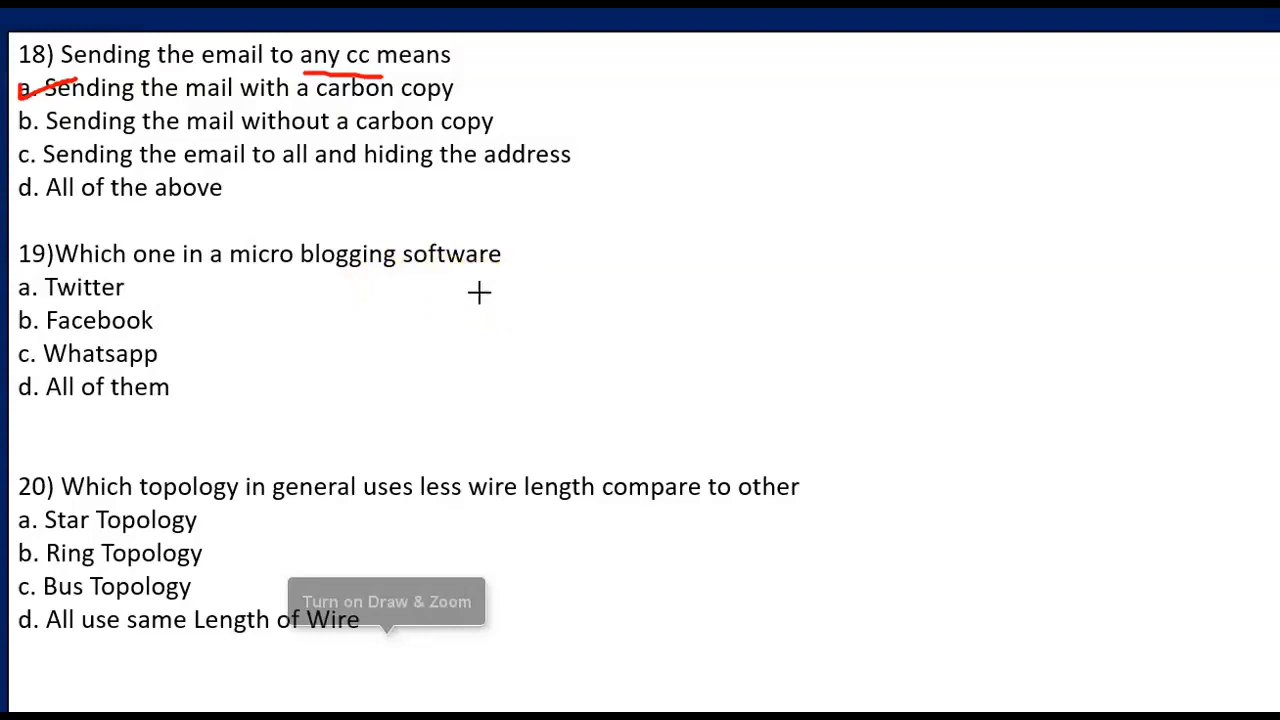 18) Sending the email to any cc means
a. Sending the mail with a carbon copy
b. Sending the mail without a carbon copy
c. Sending the email to all and hiding the address
d. All of the above
19)Which one in a micro blogging software
a. Twitter
b. Facebook
c. Whatsapp
d. All of them
20) Which topology in general uses less wire length compare to other
a. Star Topology
b. Ring Topology
c. Bus Topology
Turn on Draw & Zoom
d. All use same Length of Wire